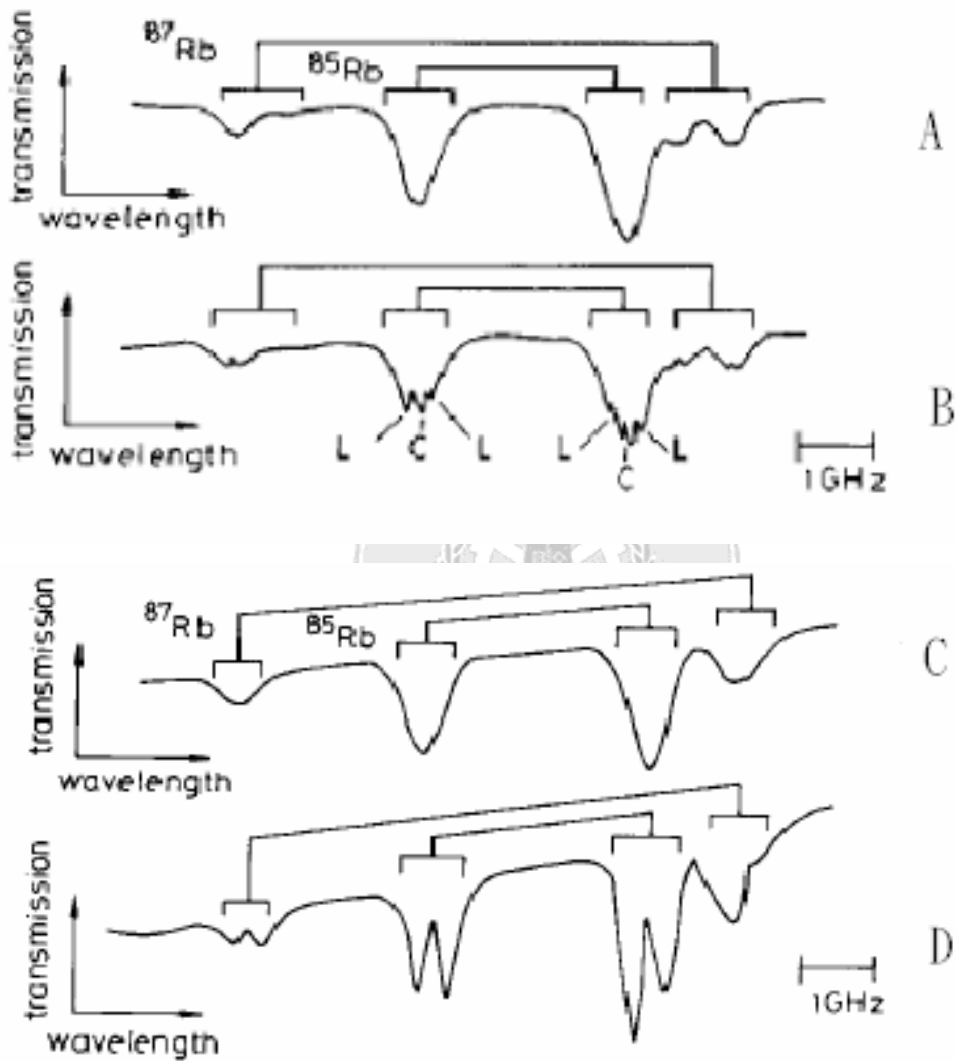 87Rb
85Rb
transmission
wavelength
A
transmission
wavelength
L C L L C L
B
1GHz
87Rb
85Rb
transmission
wavelength
C
transmission
wavelength
D
1GHz